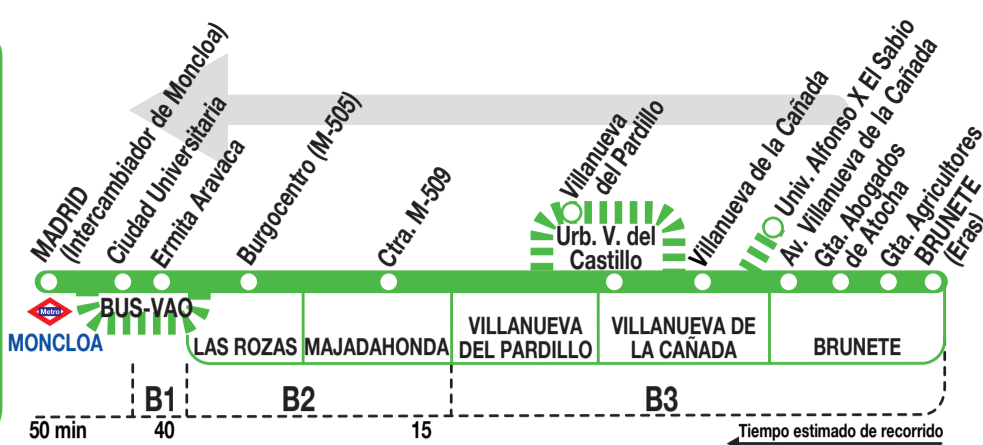 MADRID
(Intercambiador de Moncloa)
Ciudad Universitaria
Ermita Aravaca
Burgocentro (M-505)
Ctra. M-509
Villanueva
del Pardillo
Urb. V. del
Castillo
Villanueva de la Cañada
Univ. Alfonso X El Sabio
Av. Villanueva de la Cañada
Gta. Abogados
de Atocha
Gta. Agricultores
BRUNETE
(Eras)
Metro
MONCLOA
BUS-VAO
LAS ROZAS
MAJADAHONDA
VILLANUEVA
DEL PARDILLO
VILLANUEVA DE
LA CAÑADA
BRUNETE
B1
B2
B3
50 min
40
15
Tiempo estimado de recorrido